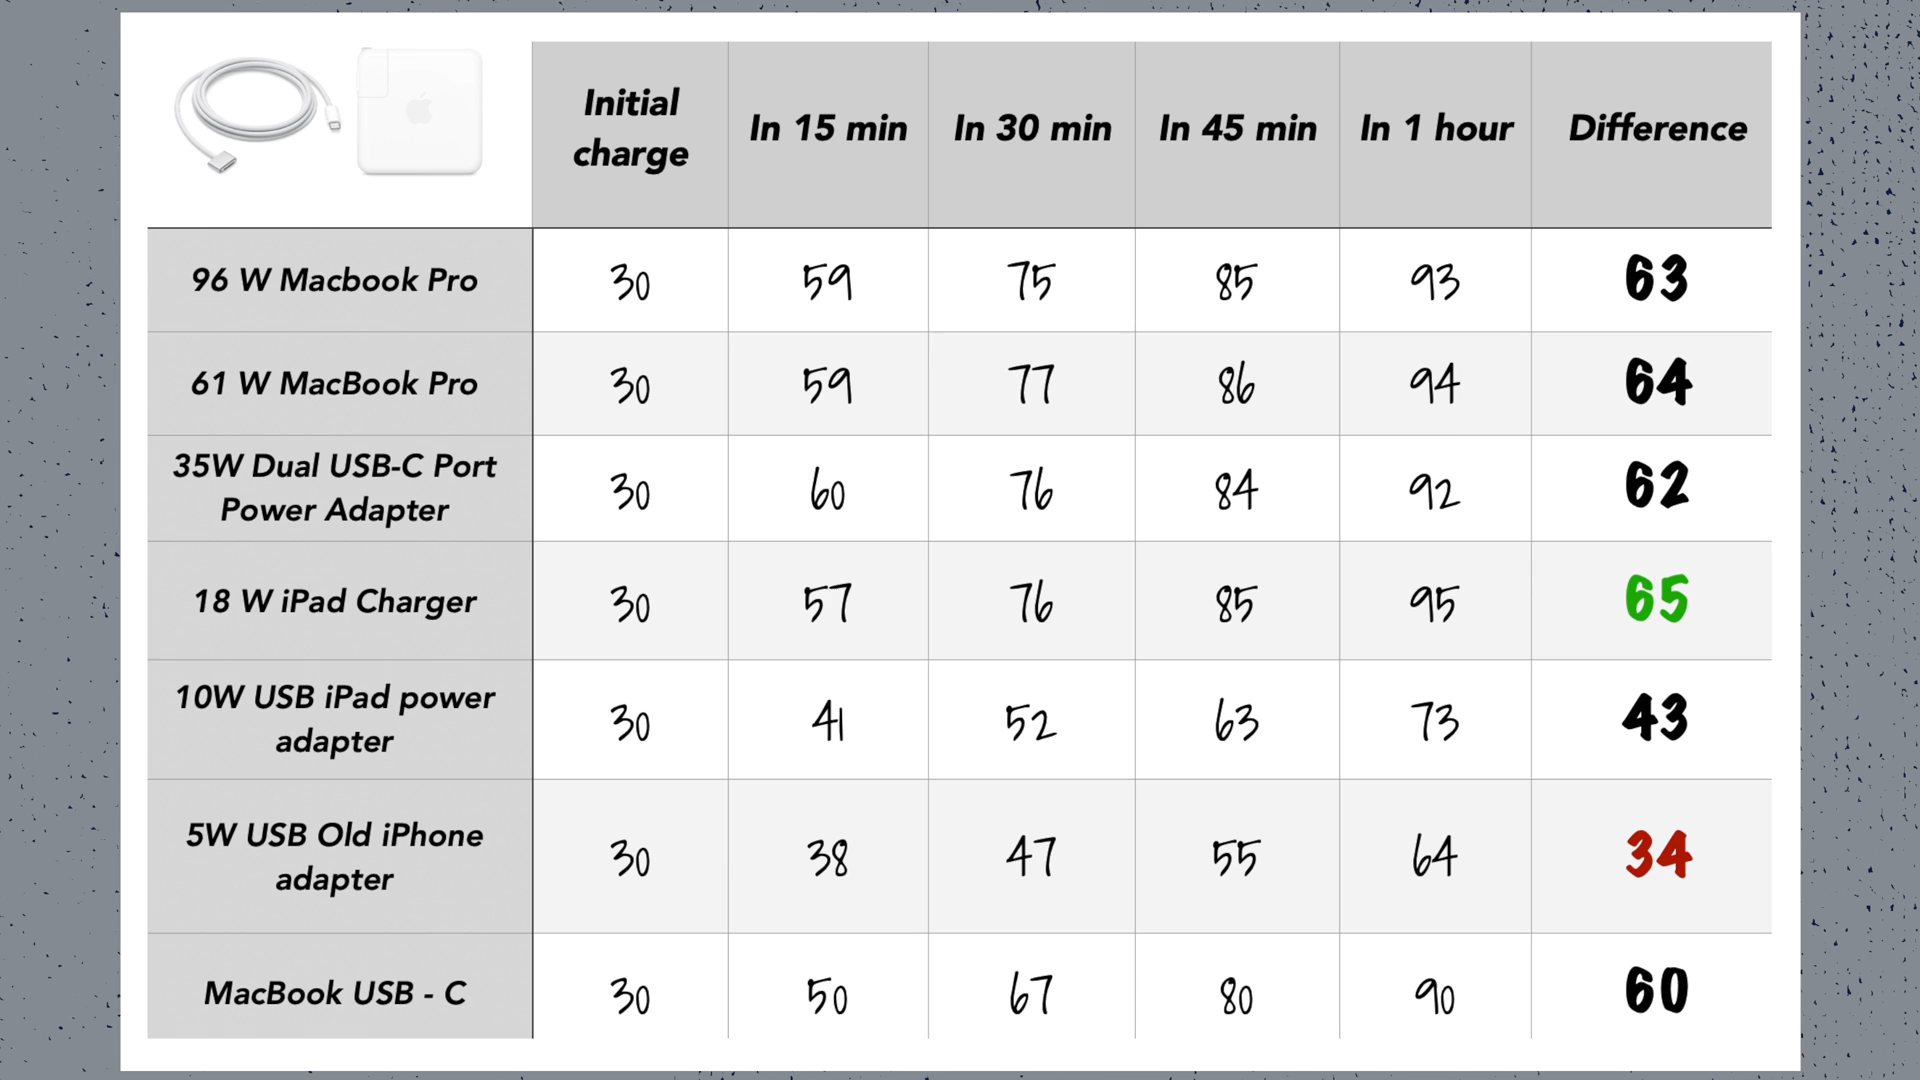 Initial charge In 15 min In 30 min In 45 min In 1 hour Difference
96 W Macbook Pro 30 59 75 85 93 63
61 W MacBook Pro 30 59 77 86 94 64
35W Dual USB-C Port Power Adapter 30 60 76 84 92 62
18 W iPad Charger 30 57 76 85 95 65
10W USB iPad power adapter 30 41 52 63 73 43
5W USB Old iPhone adapter 30 38 47 55 64 34
MacBook USB - C 30 50 67 80 90 60